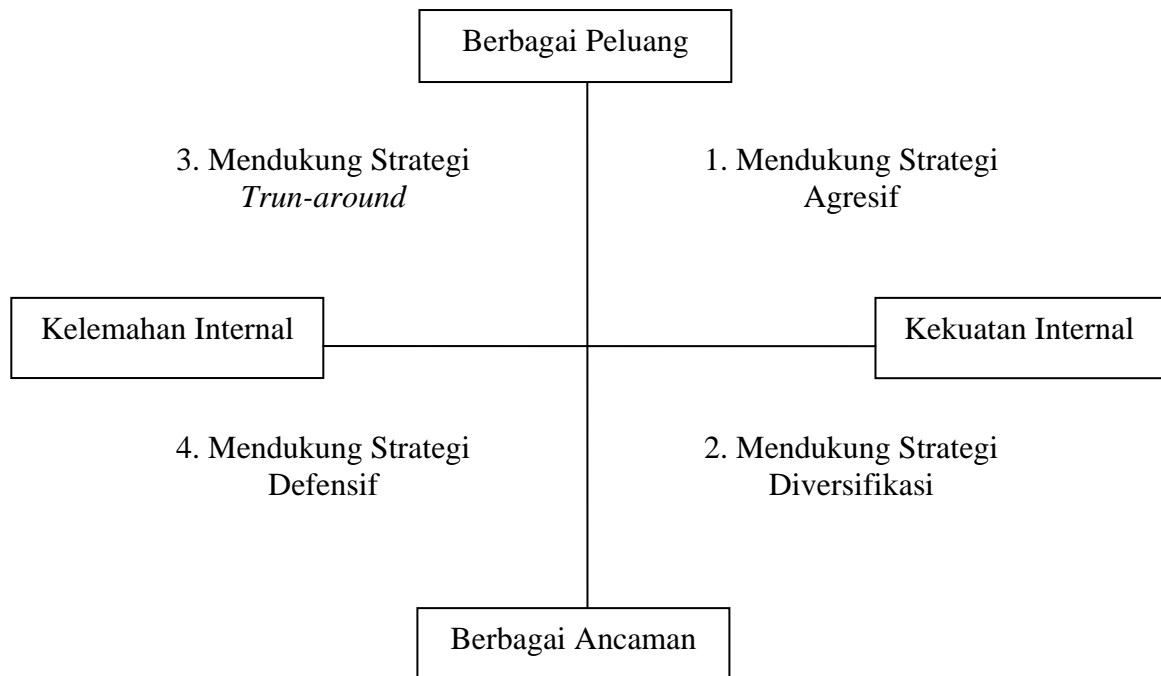 Berbagai Peluang
3. Mendukung Strategi
Trun-around
1. Mendukung Strategi
Agresif
Kelemahan Internal
Kekuatan Internal
4. Mendukung Strategi
Defensif
2. Mendukung Strategi
Diversifikasi
Berbagai Ancaman